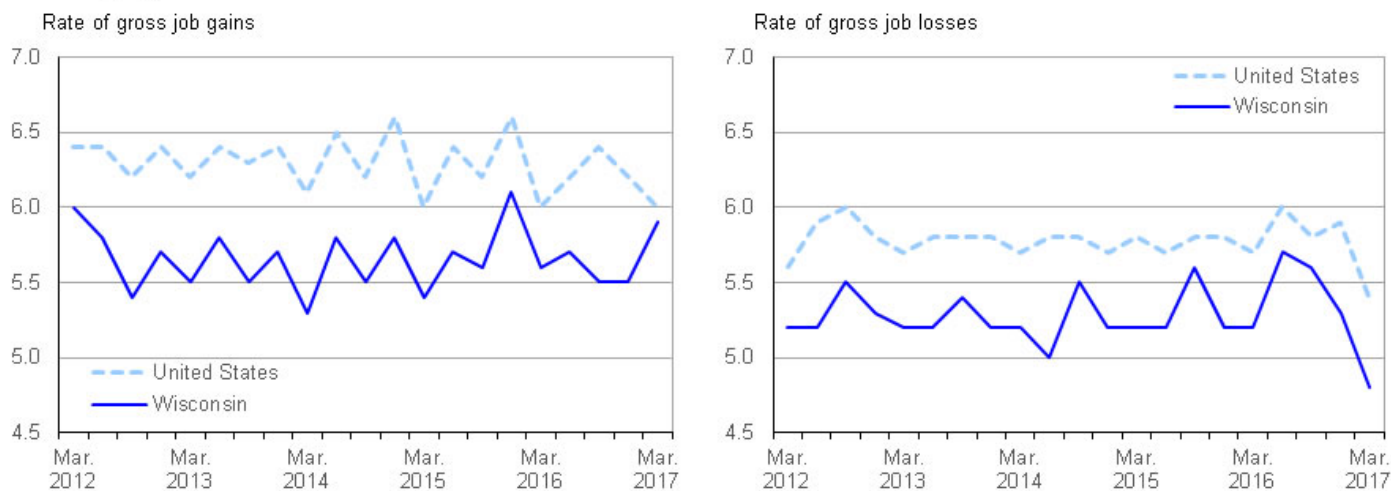 Rate of gross job gains
7.0
6.5
6.0
5.5
5.0
4.5
United States
Wisconsin
Mar. 2012
Mar. 2013
Mar. 2014
Mar. 2015
Mar. 2016
Mar. 2017
Rate of gross job losses
7.0
6.5
6.0
5.5
5.0
4.5
United States
Wisconsin
Mar. 2012
Mar. 2013
Mar. 2014
Mar. 2015
Mar. 2016
Mar. 2017